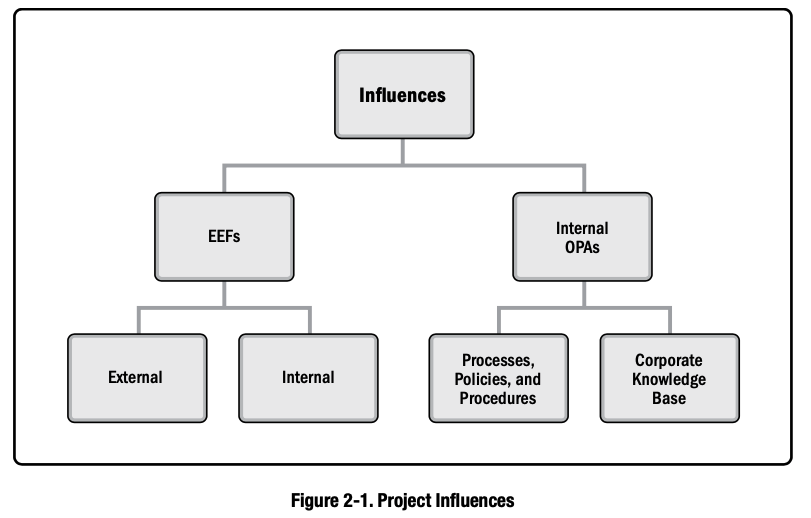 Influences
EEFs
Internal
OPAs
External
Internal
Processes,
Policies, and
Procedures
Corporate
Knowledge
Base
Figure 2-1. Project Influences